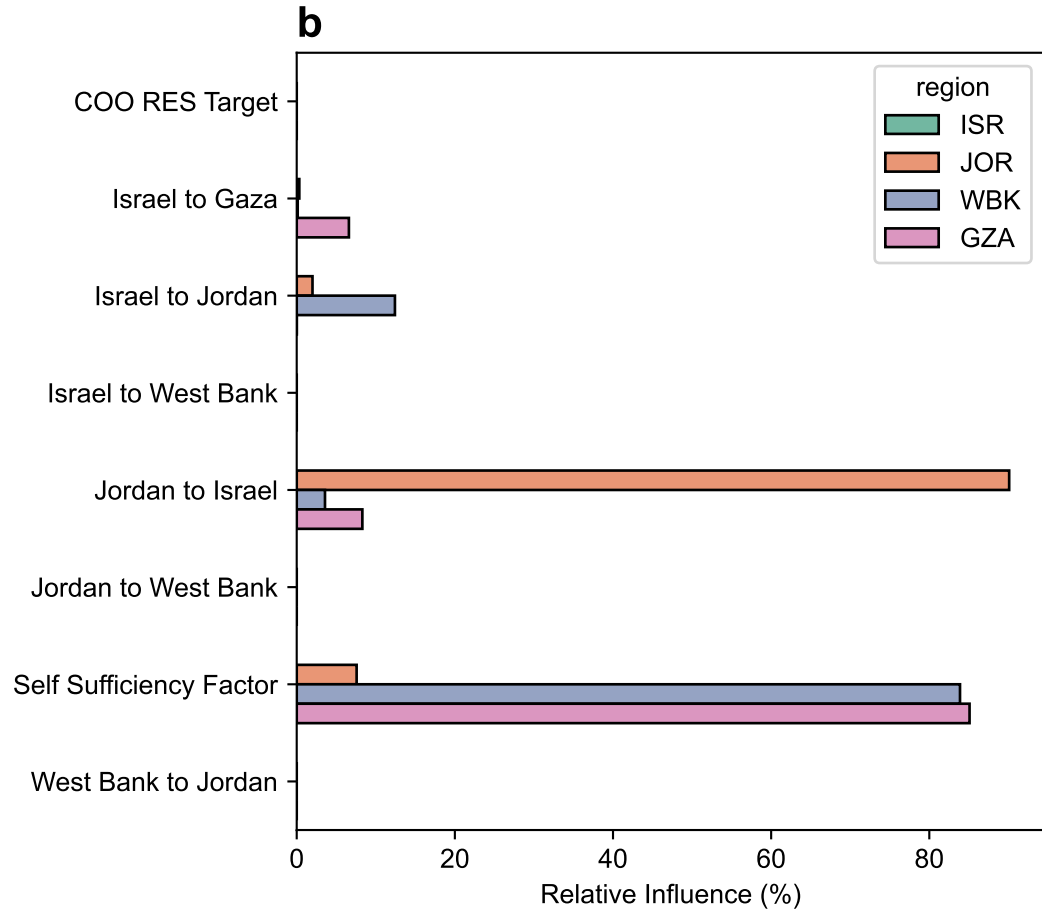 b
region
ISR
JOR
WBK
GZA
COO RES Target
Israel to Gaza
Israel to Jordan
Israel to West Bank
Jordan to Israel
Jordan to West Bank
Self Sufficiency Factor
West Bank to Jordan
0 20 40 60 80
Relative Influence (%)